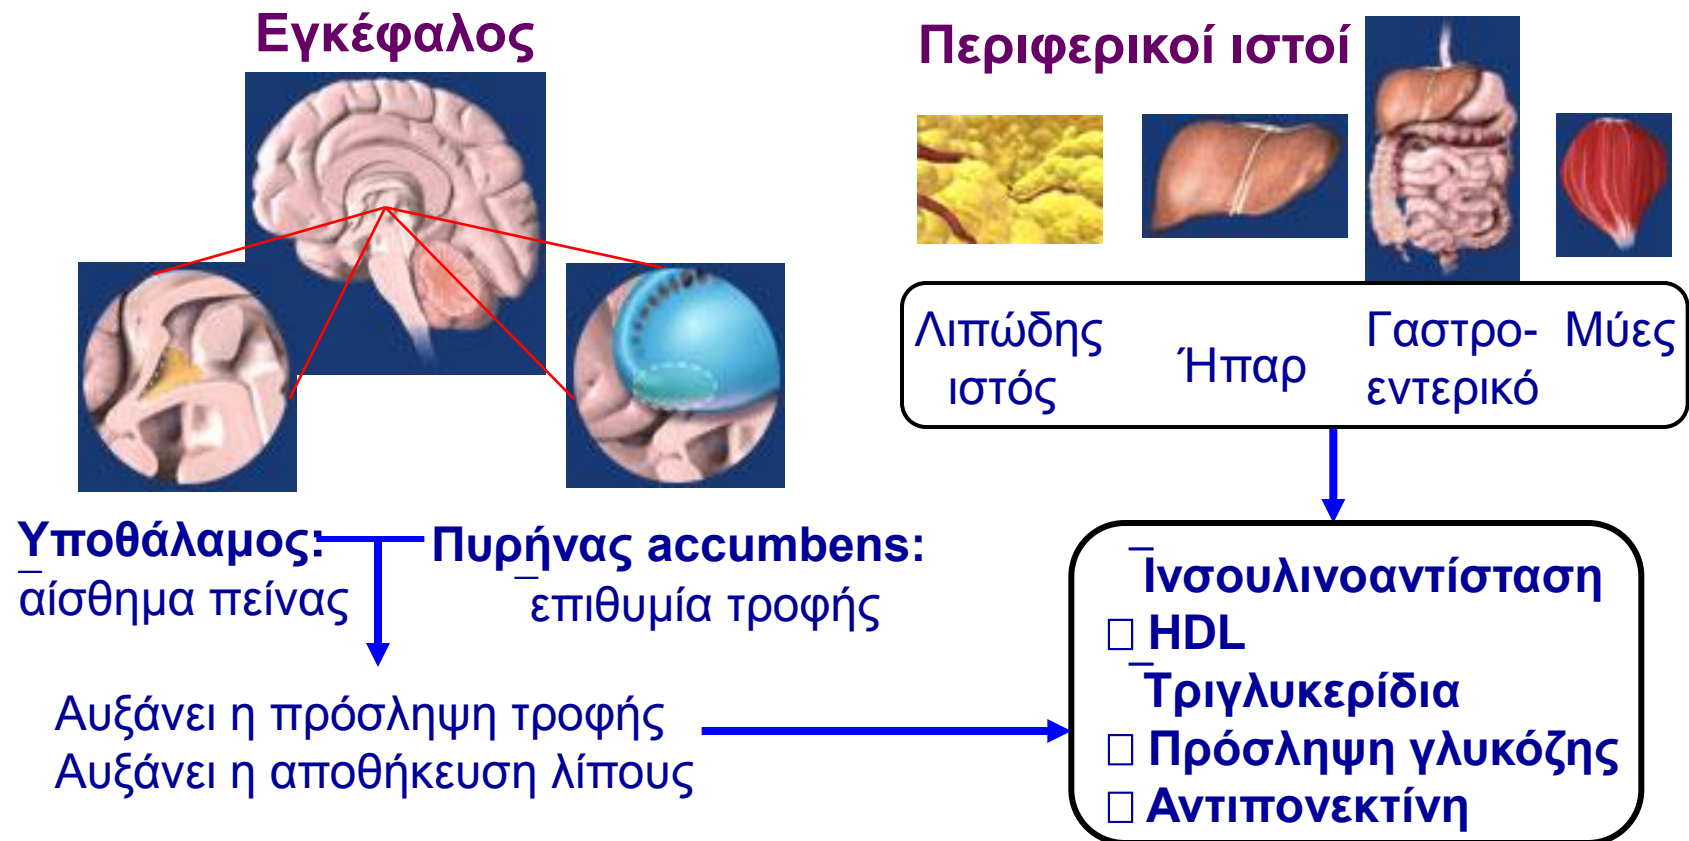 Εγκέφαλος
Περιφερικοί ιστοί
Λιπώδης
ιστός
Ήπαρ
Γαστρο-
εντερικό
Μύες
Υποθάλαμος:
¯αίσθημα πείνας
Πυρήνας accumbens:
¯επιθυμία τροφής
Αυξάνει η πρόσληψη τροφής
Αυξάνει η αποθήκευση λίπους
¯Ινσουλινοαντίσταση
□ HDL
¯Τριγλυκερίδια
□ Πρόσληψη γλυκόζης
□ Αντιπονεκτίνη